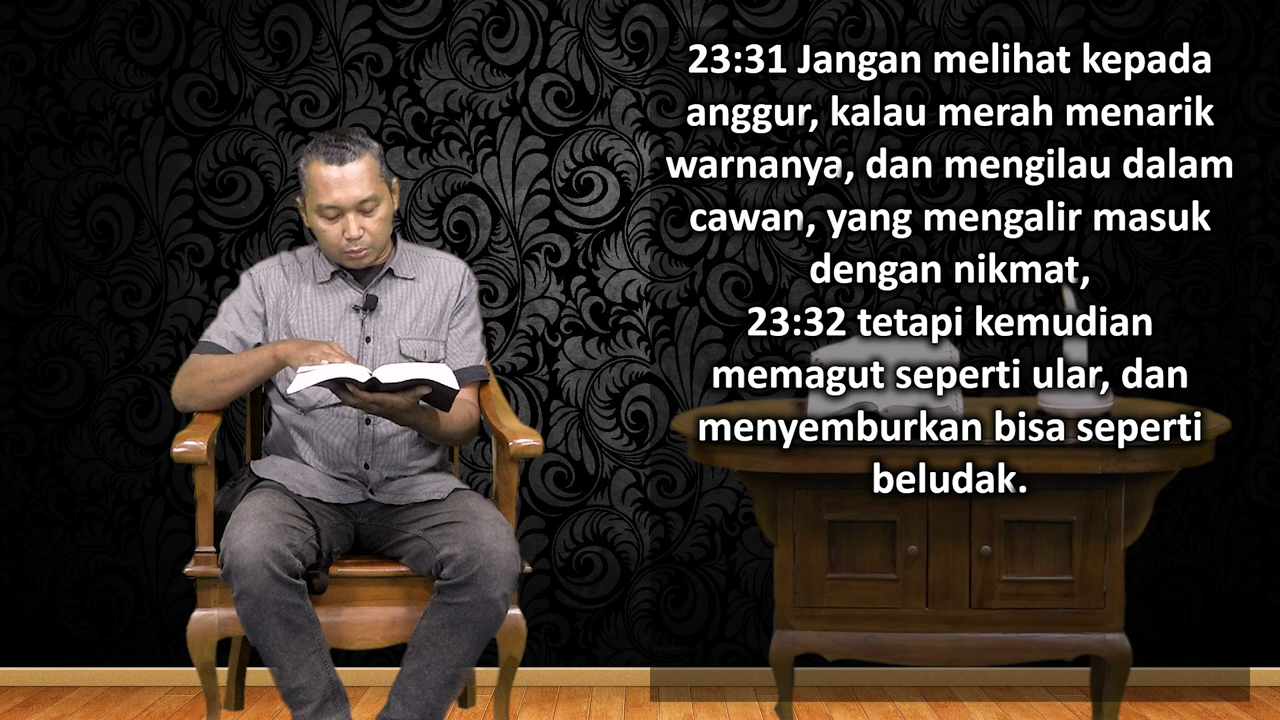 23:31 Jangan melihat kepada
anggur, kalau merah menarik
warnanya, dan mengilau dalam
cawan, yang mengalir masuk
dengan nikmat,
23:32 tetapi kemudian
memagut seperti ular, dan
menyemburkan bisa seperti
beludak.